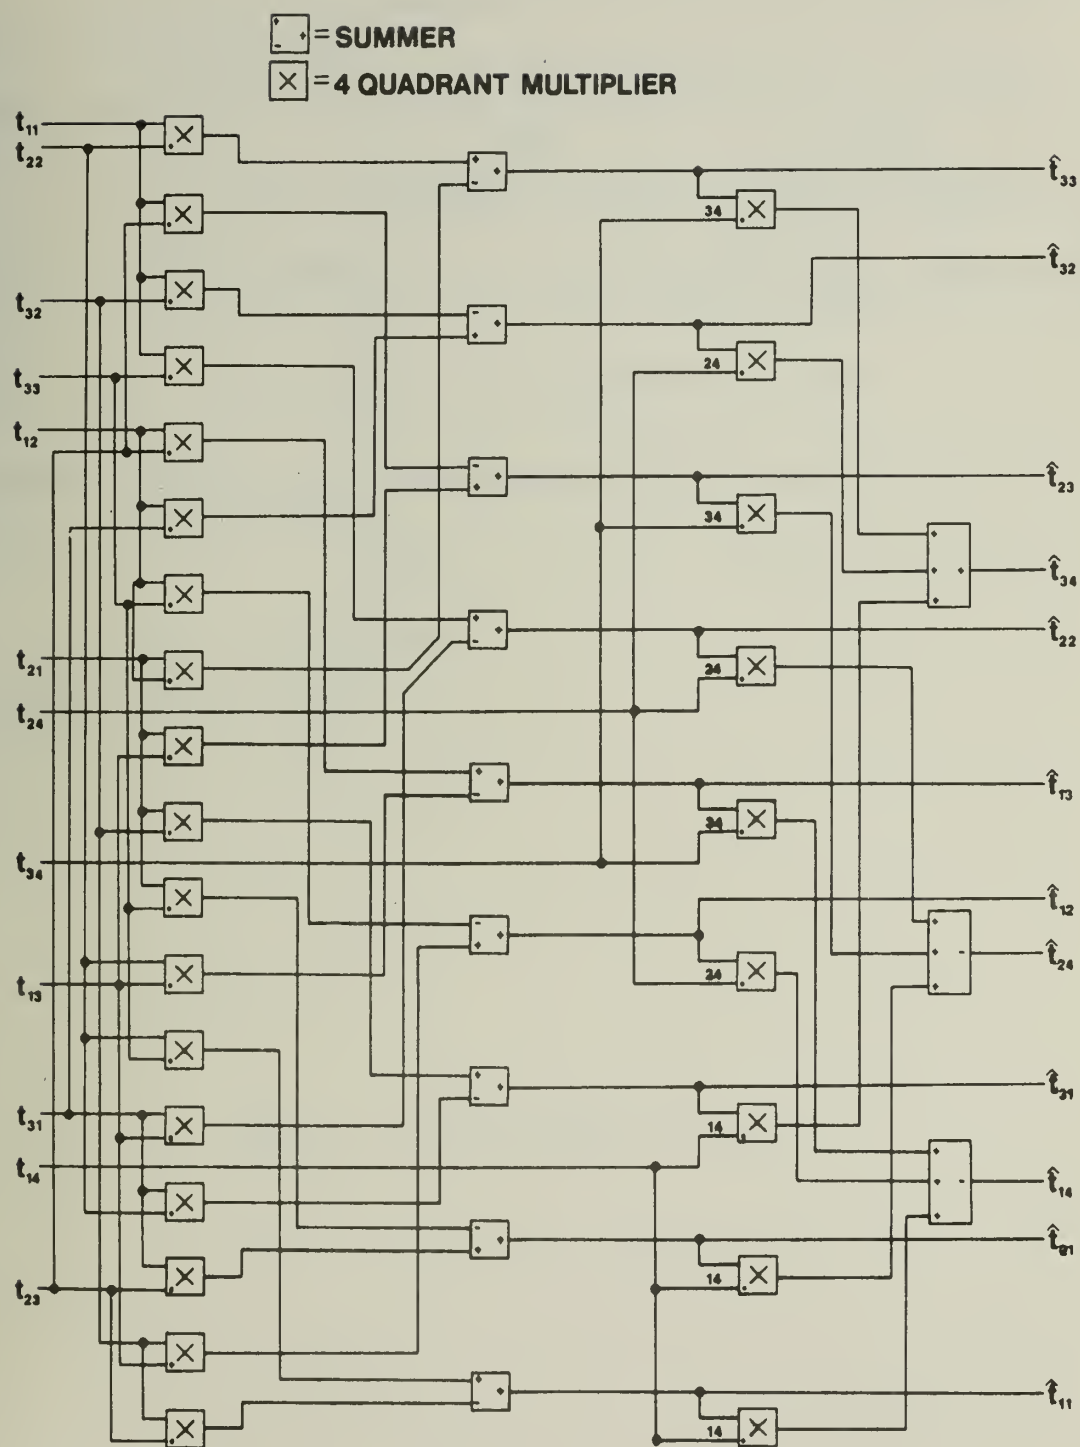 = SUMMER
= 4 QUADRANT MULTIPLIER
t₁₁
t₂₂
t̂₃₃
34
t̂₃₂
t₃₂
24
t₃₃
t₁₂
t̂₂₃
34
t̂₃₄
t̂₂₂
t₂₁
24
t₂₄
t̂₁₃
34
t₃₄
t̂₁₂
t̂₂₄
24
t₁₃
t̂₃₁
t₃₁
14
t₁₄
t̂₁₄
t̂₂₁
14
t₂₃
t̂₁₁
14